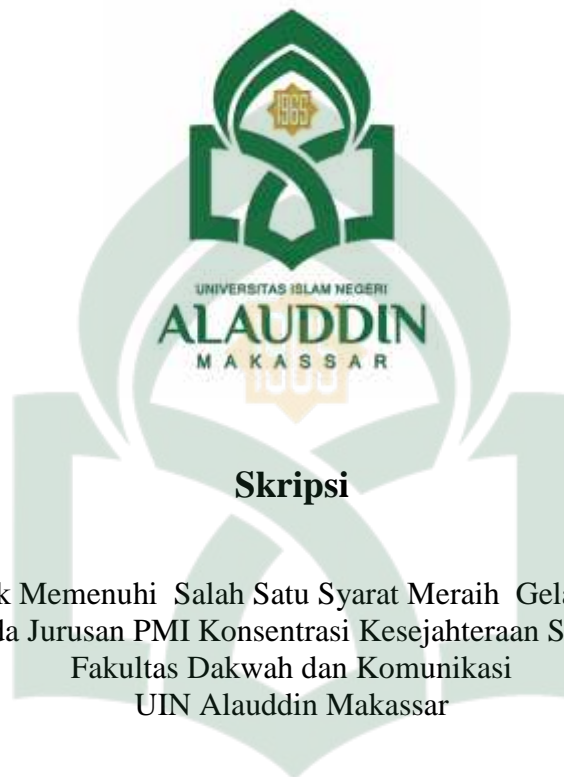 1965
UNIVERSITAS ISLAM NEGERI
ALAUDDIN
MAKASSAR
1965
Skripsi
Memenuhi Salah Satu Syarat Meraih
Jurusan PMI Konsentrasi Kesejahteraan
Fakultas Dakwah dan Komunikasi
UIN Alauddin Makassar